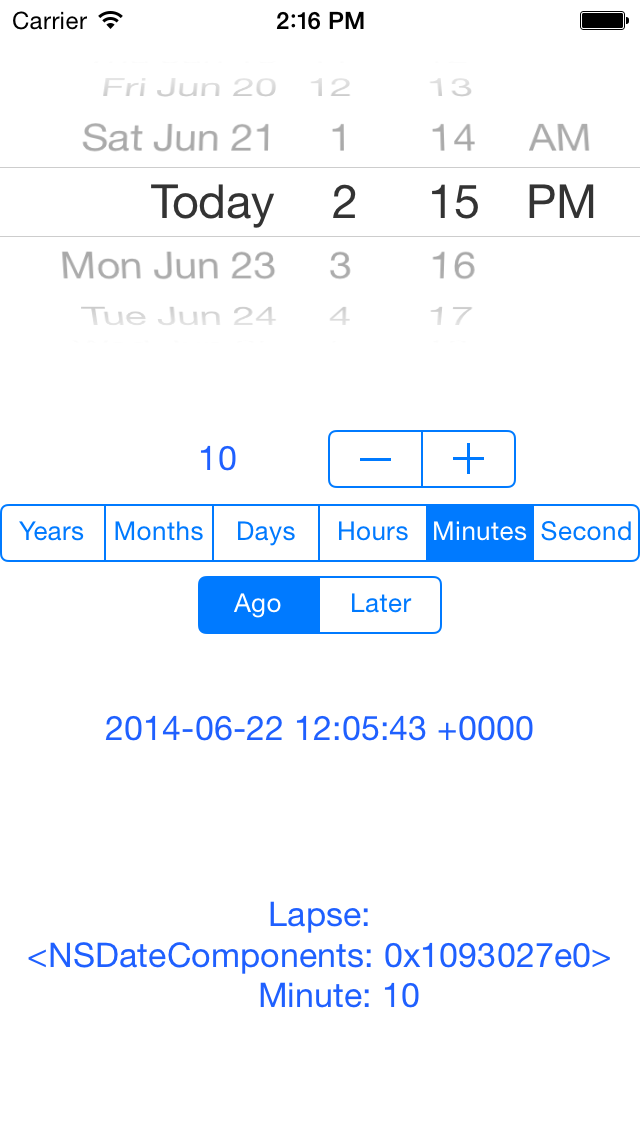 Carrier 2:16 PM
Fri Jun 20 12 13
Sat Jun 21 1 14 AM
Today 2 15 PM
Mon Jun 23 3 16
Tue Jun 24 4 17
10 — +
Years Months Days Hours Minutes Second
Ago Later
2014-06-22 12:05:43 +0000
Lapse:
<NSDateComponents: 0x1093027e0>
Minute: 10